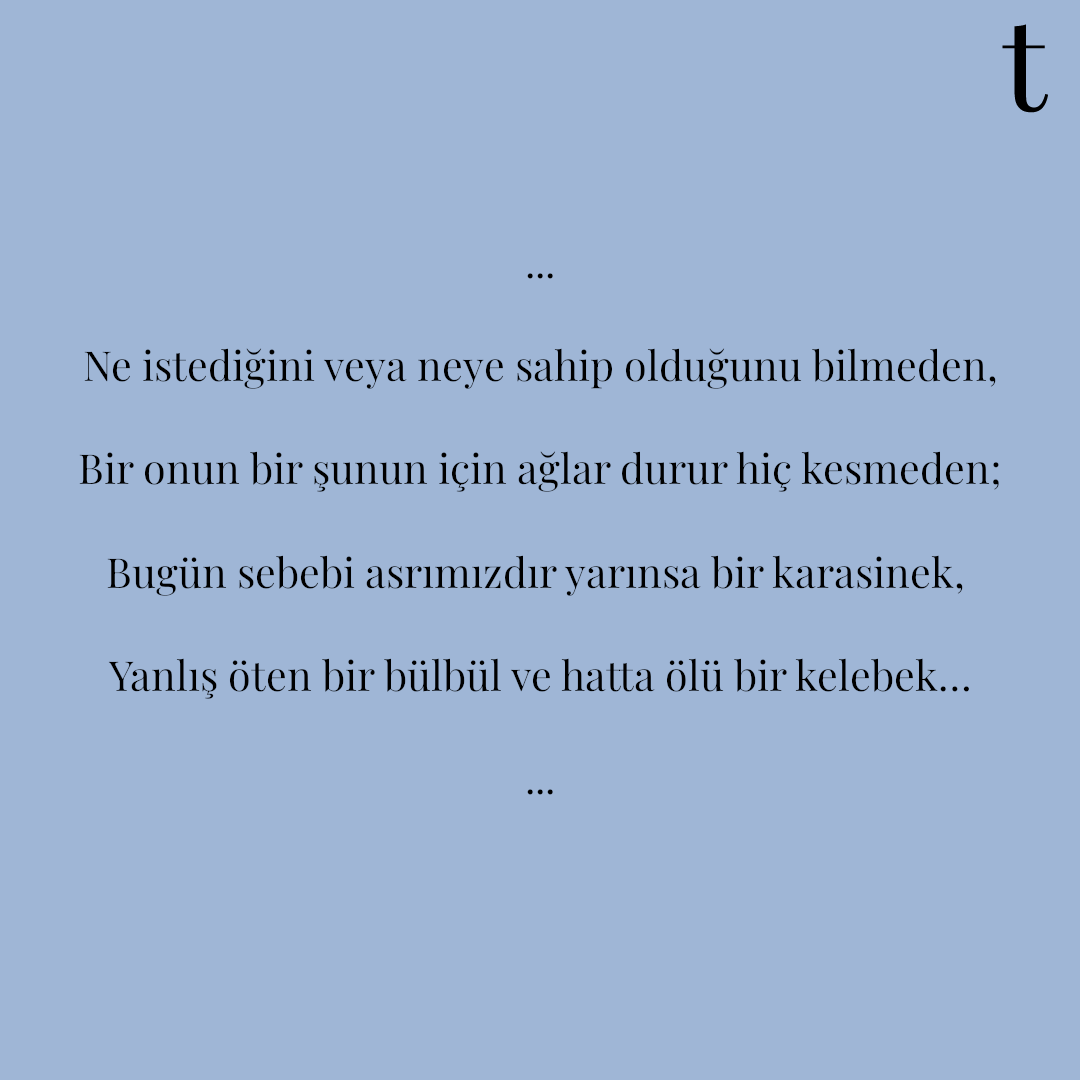 t
...
Ne istediğini veya neye sahip olduğunu bilmeden,
Bir onun bir şunun için ağlar durur hiç kesmeden;
Bugün sebebi asrımızdır yarınsa bir karasinek,
Yanlış öten bir bülbül ve hatta ölü bir kelebek...
...